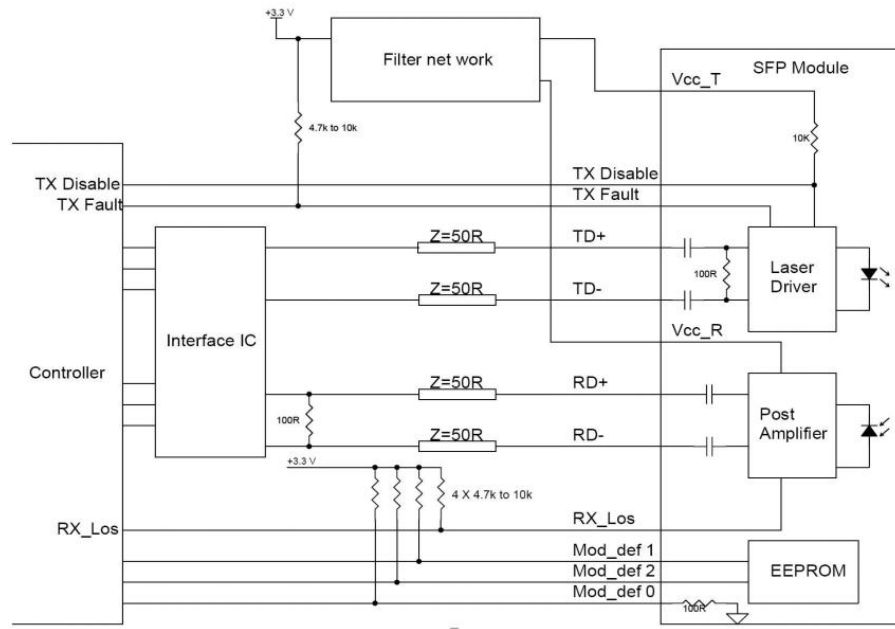 +3.3 V
Filter net work
SFP Module
Vcc_T
4.7k to 10k
10K
TX Disable
TX Disable
TX Fault
TX Fault
Z=50R
TD+
100R
Laser
Driver
Z=50R
TD-
Interface IC
Vcc_R
Controller
Z=50R
RD+
100R
Post
Amplifier
Z=50R
RD-
+3.3 V
4 X 4.7k to 10k
RX_Los
RX_Los
Mod_def 1
Mod_def 2
EEPROM
Mod_def 0
100R